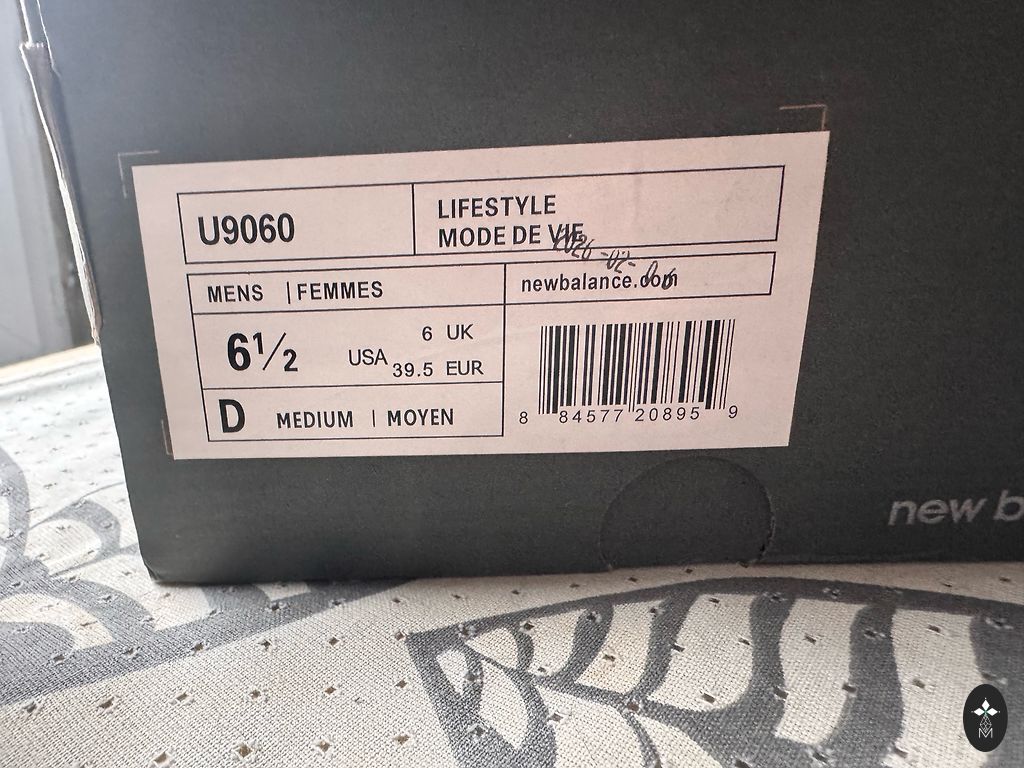 U9060
LIFESTYLE
MODE DE VIE
2026-02-06
MENS | FEMMES
newbalance.com
6½ USA
6 UK
39.5 EUR
D MEDIUM | MOYEN
8 84577 20895 9
new b
M